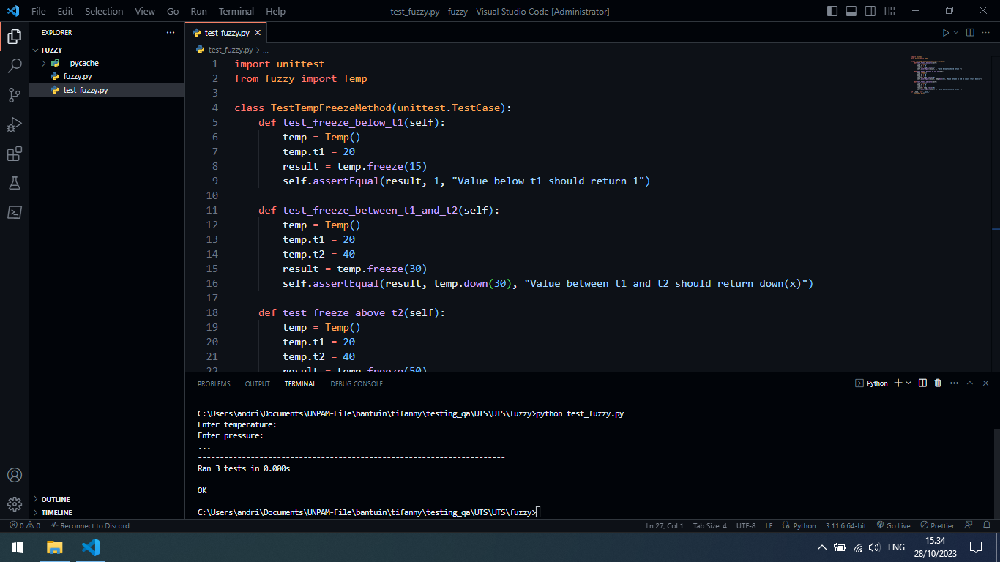 File Edit Selection View Go Run Terminal Help
test_fuzzy.py - fuzzy - Visual Studio Code [Administrator]
EXPLORER
FUZZY
__pycache__
fuzzy.py
test_fuzzy.py
OUTLINE
TIMELINE
test_fuzzy.py
test_fuzzy.py > ...
1 import unittest
2 from fuzzy import Temp
3
4 class TestTempFreezeMethod(unittest.TestCase):
5 def test_freeze_below_t1(self):
6 temp = Temp()
7 temp.t1 = 20
8 result = temp.freeze(15)
9 self.assertEqual(result, 1, "Value below t1 should return 1")
10
11 def test_freeze_between_t1_and_t2(self):
12 temp = Temp()
13 temp.t1 = 20
14 temp.t2 = 40
15 result = temp.freeze(30)
16 self.assertEqual(result, temp.down(30), "Value between t1 and t2 should return down(x)")
17
18 def test_freeze_above_t2(self):
19 temp = Temp()
20 temp.t1 = 20
21 temp.t2 = 40
22 result = temp.freeze(50)
PROBLEMS OUTPUT TERMINAL DEBUG CONSOLE
Python
C:\Users\andri\Documents\UNPAM-File\bantuin\tifanny\testing_qa\UTS\UTS\fuzzy>python test_fuzzy.py
Enter temperature:
Enter pressure:
...
----------------------------------------------------------------------
Ran 3 tests in 0.000s
OK
C:\Users\andri\Documents\UNPAM-File\bantuin\tifanny\testing_qa\UTS\UTS\fuzzy>
0 0 Reconnect to Discord Ln 27, Col 1 Tab Size: 4 UTF-8 LF Python 3.11.6 64-bit Go Live Prettier
ENG
15.34
28/10/2023